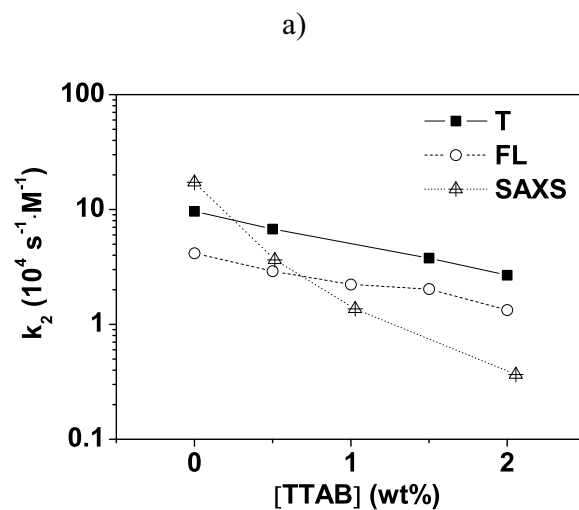 a)
100
10
1
0.1
k₂ (10⁴ s⁻¹·M⁻¹)
T
FL
SAXS
0
1
2
[TTAB] (wt%)